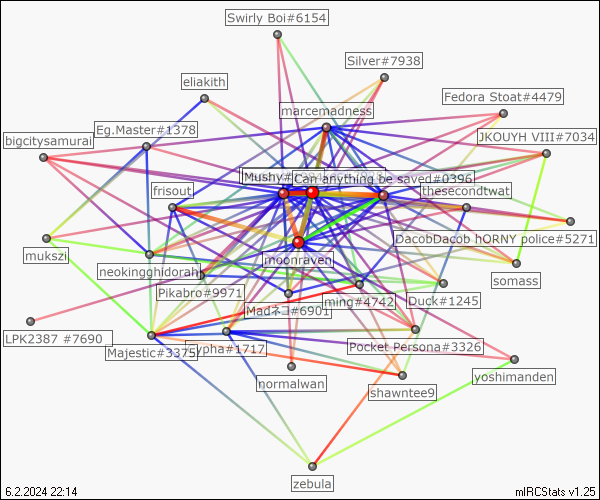 Swirly Boi#6154
Silver#7938
eliakith
Fedora Stoat#4479
marcemadness
Eg.Master#1378
JKOUYH VIII#7034
bigcitysamurai
Mushy#
Can anything be saved#0396
frisout
thesecondtwat
DacobDacob hORNY police#5271
mukszi
moonraven
neokingghidorah
somass
Pikabro#9971
ming#4742
Duck#1245
Madネコ#6901
LPK2387 #7690
Majestic#3375
#1717
Pocket Persona#3326
normalwan
yoshimanden
shawntee9
zebula
6.2.2024 22:14
mIRCStats v1.25